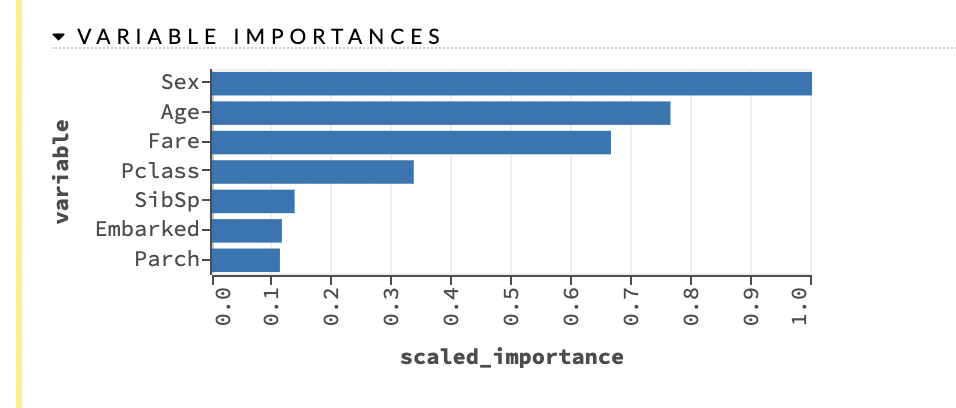 VARIABLE IMPORTANCES
variable
Sex
Age
Fare
Pclass
SibSp
Embarked
Parch
0.0 0.1 0.2 0.3 0.4 0.5 0.6 0.7 0.8 0.9 1.0
scaled_importance